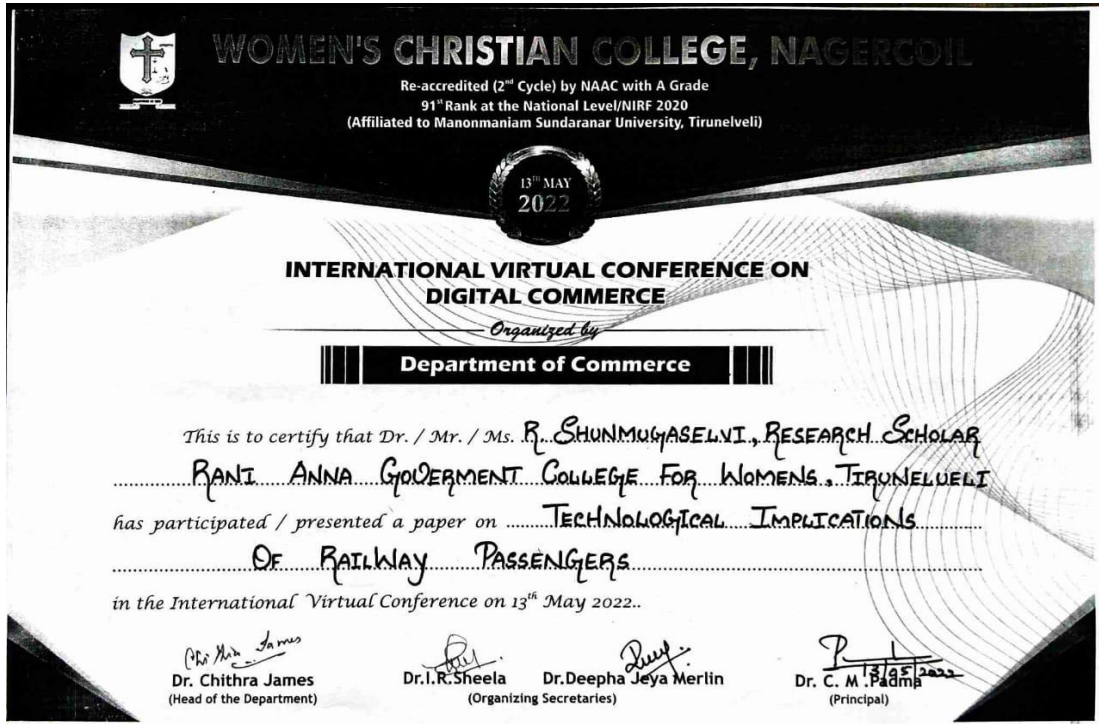 WOMEN'S CHRISTIAN COLLEGE, NAGERCOIL
Re-accredited (2nd Cycle) by NAAC with A Grade
91st Rank at the National Level/NIRF 2020
(Affiliated to Manonmaniam Sundaranar University, Tirunelveli)
13TH MAY
2022
INTERNATIONAL VIRTUAL CONFERENCE ON
DIGITAL COMMERCE
Organized by
Department of Commerce
This is to certify that Dr. / Mr. / Ms. R. SHUNMUGASELVI, RESEARCH SCHOLAR
RANI ANNA GOVERMENT COLLEGE FOR WOMENS, TIRUNELVELI
has participated / presented a paper on TECHNOLOGICAL IMPLICATIONS
OF RAILWAY PASSENGERS
in the International Virtual Conference on 13th May 2022..
Chithra James
13/05/2022
Dr. Chithra James Dr.I.R.Sheela Dr.Deepha Jeya Merlin Dr. C. M. Padma
(Head of the Department) (Organizing Secretaries) (Principal)